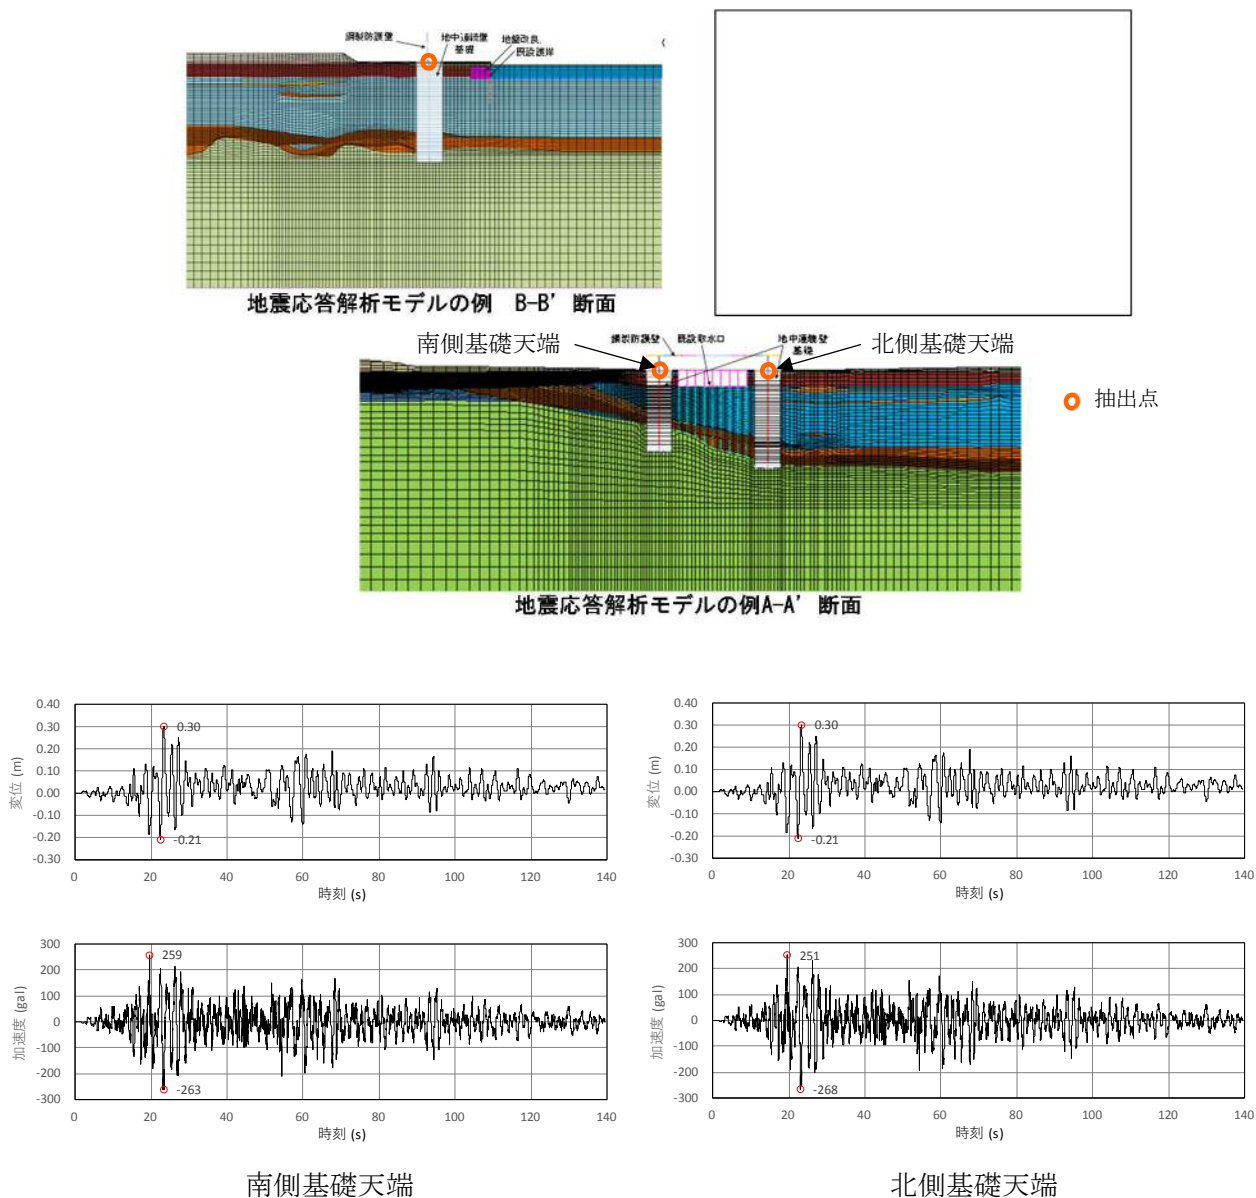 鋼製防護壁
地中連続壁
基礎
地盤改良
既設護岸
地震応答解析モデルの例 B-B’ 断面
南側基礎天端
鋼製防護壁
既設取水口
地中連続壁
基礎
北側基礎天端
抽出点
地震応答解析モデルの例A-A’ 断面
変位 (m)
0.40
0.30
0.20
0.10
0.00
-0.10
-0.20
-0.30
0.30
-0.21
0 20 40 60 80 100 120 140
時刻 (s)
変位 (m)
0.40
0.30
0.20
0.10
0.00
-0.10
-0.20
-0.30
0.30
-0.21
0 20 40 60 80 100 120 140
時刻 (s)
加速度 (gal)
300
200
100
0
-100
-200
-300
259
-263
0 20 40 60 80 100 120 140
時刻 (s)
加速度 (gal)
300
200
100
0
-100
-200
-300
251
-268
0 20 40 60 80 100 120 140
時刻 (s)
南側基礎天端
北側基礎天端